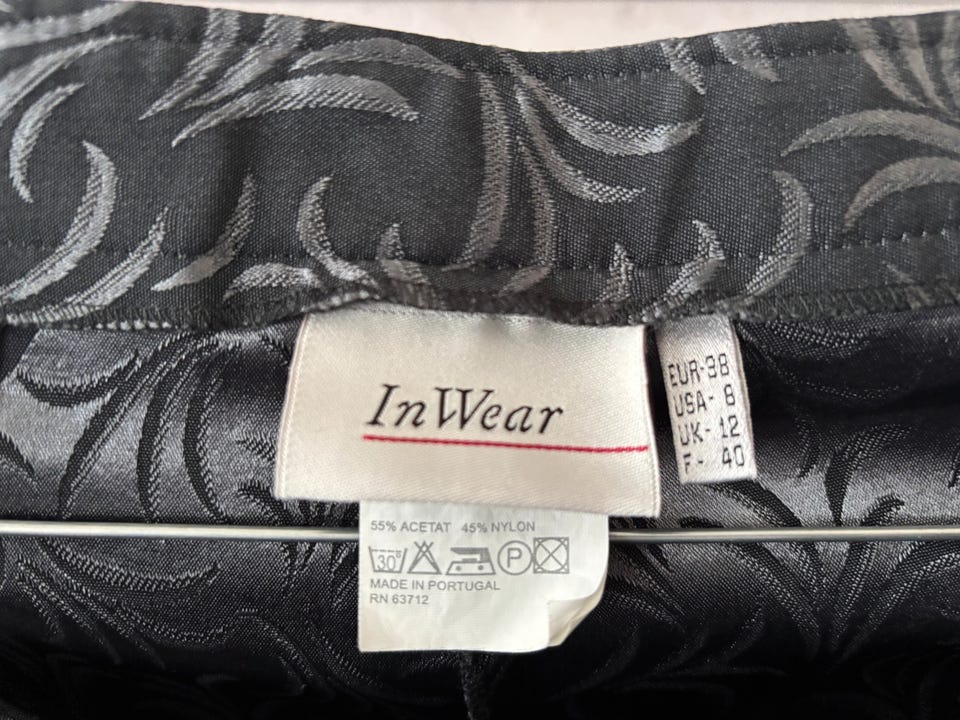 InWear
EUR-38
USA- 8
UK- 12
F- 40
55% ACETAT 45% NYLON
30°
P
MADE IN PORTUGAL
RN 63712